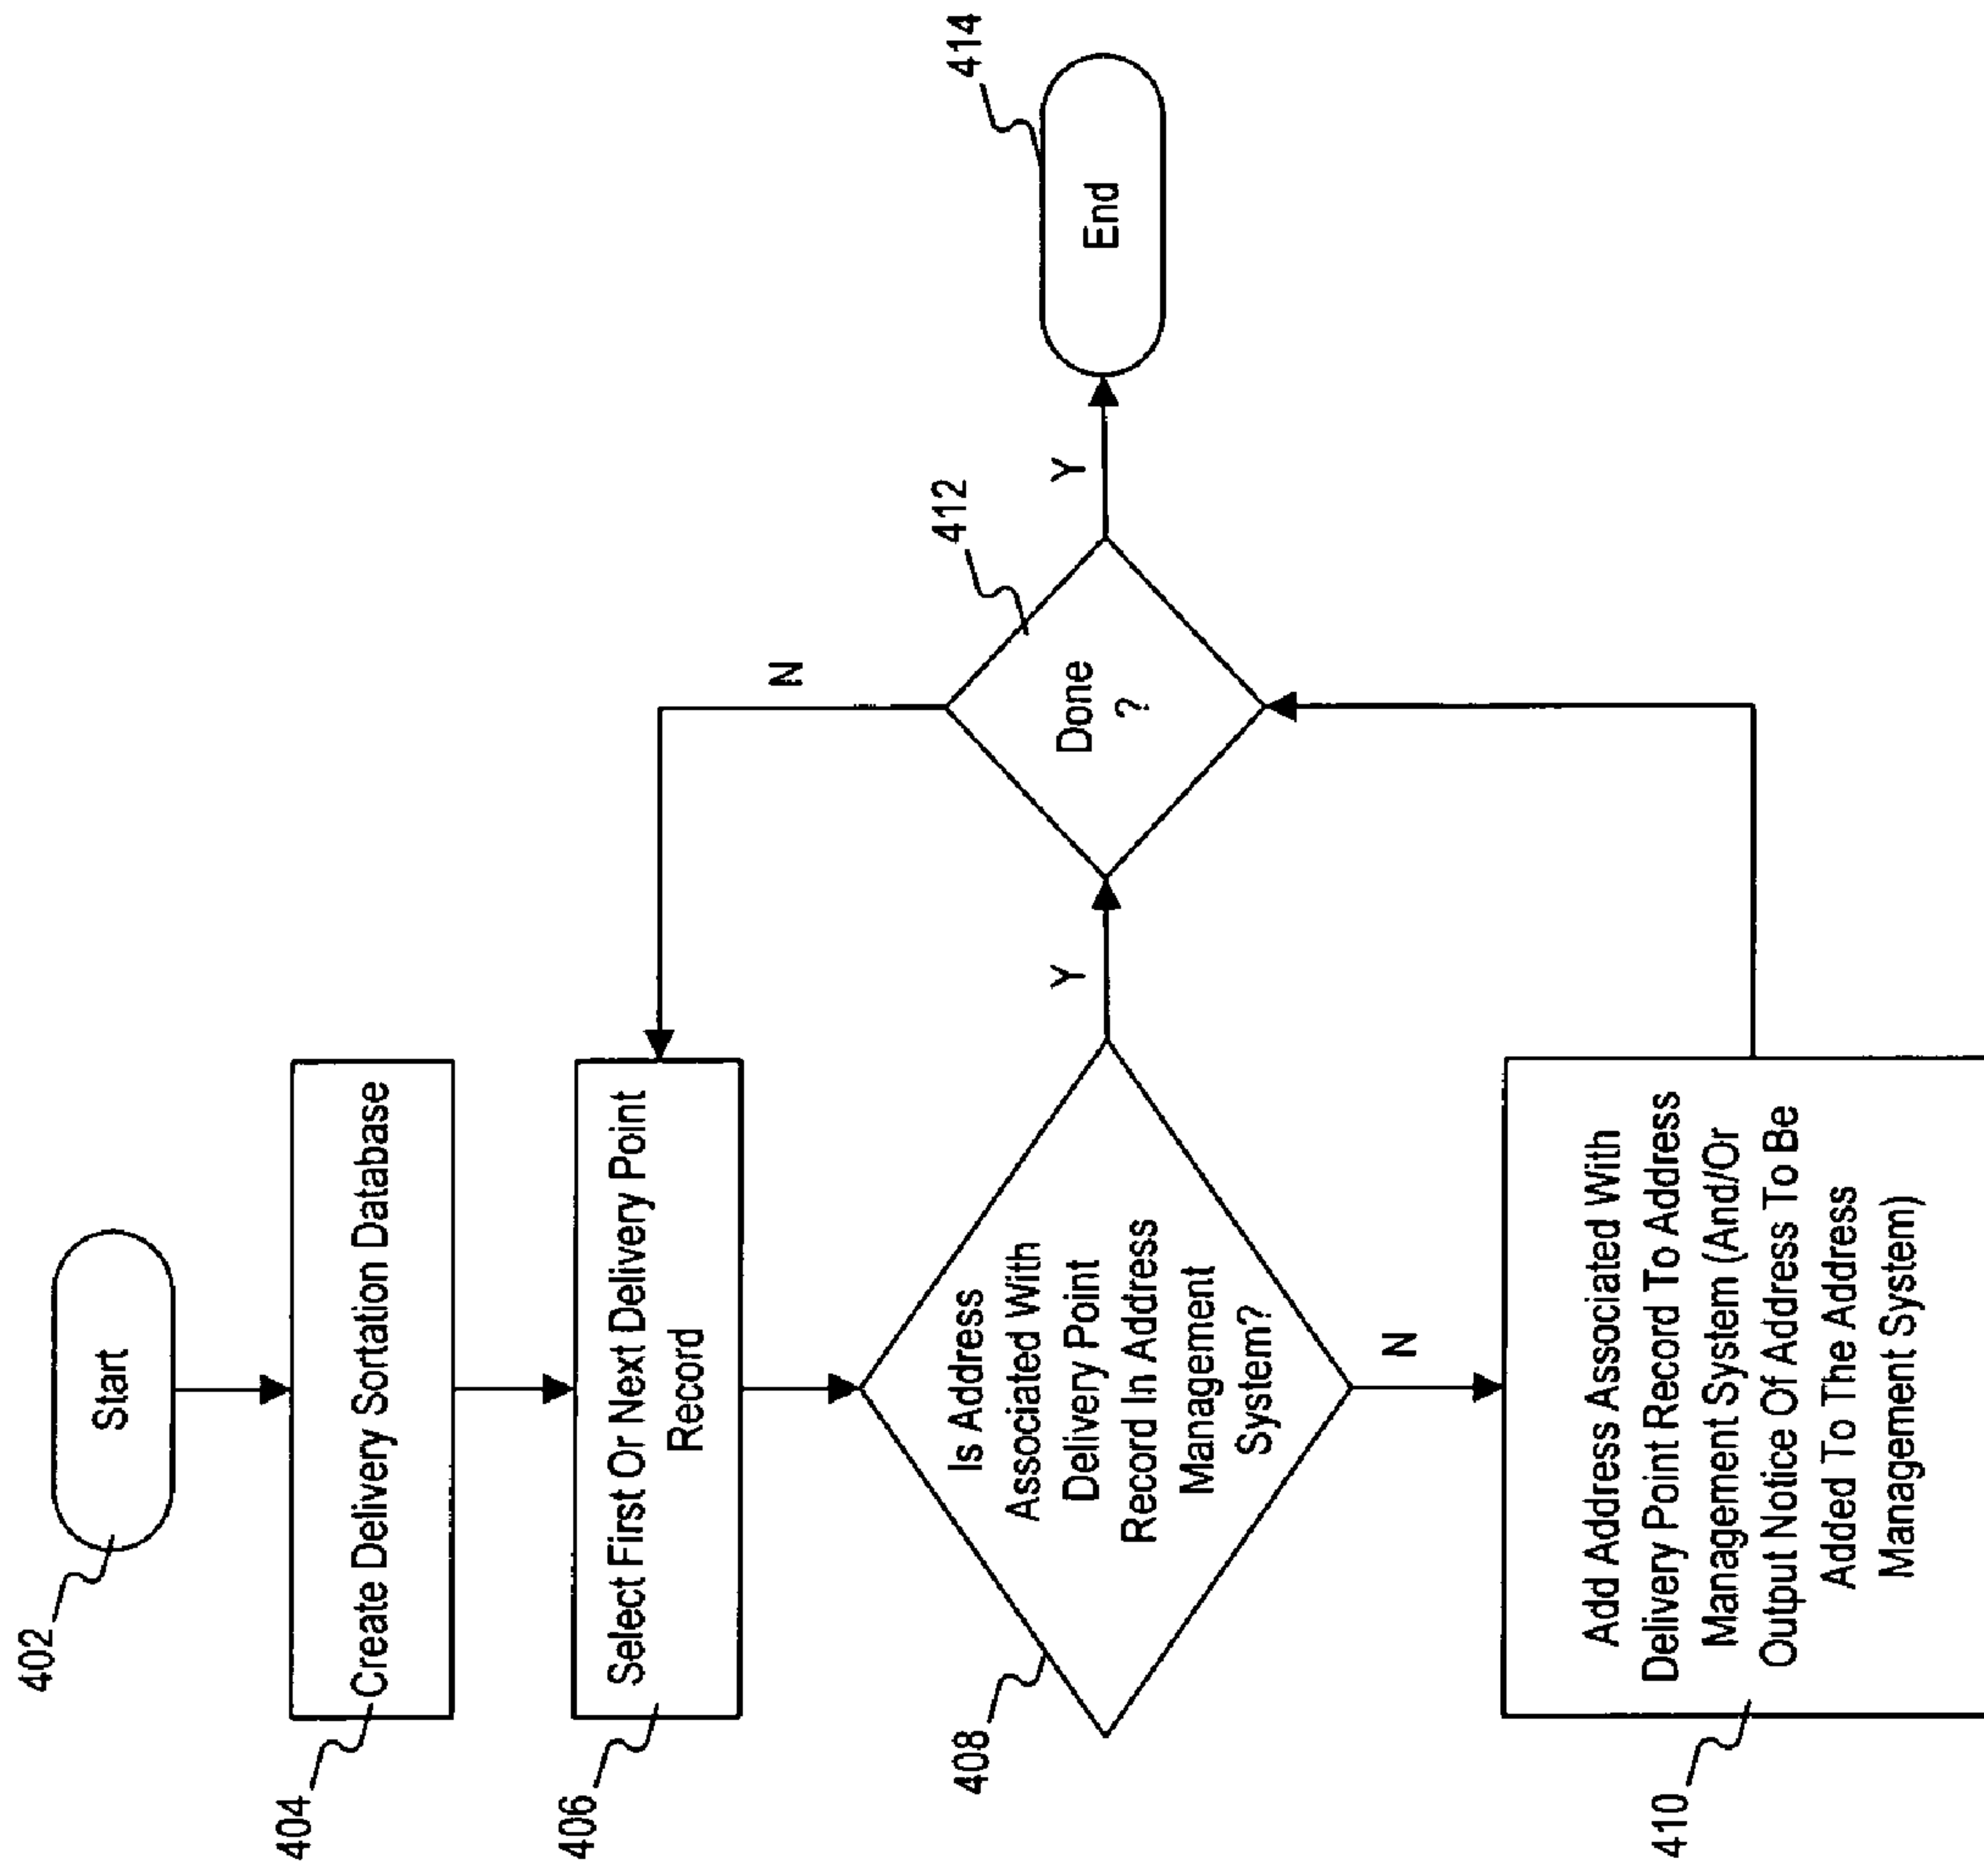 402
Start
404
Create Delivery Sortation Database
406
Select First Or Next Delivery Point
Record
N
408
Is Address
Associated With
Delivery Point
Record In Address
Management
System?
Y
412
Done
?
Y
414
End
N
410
Add Address Associated With
Delivery Point Record To Address
Management System (And/Or
Output Notice Of Address To Be
Added To The Address
Management System)